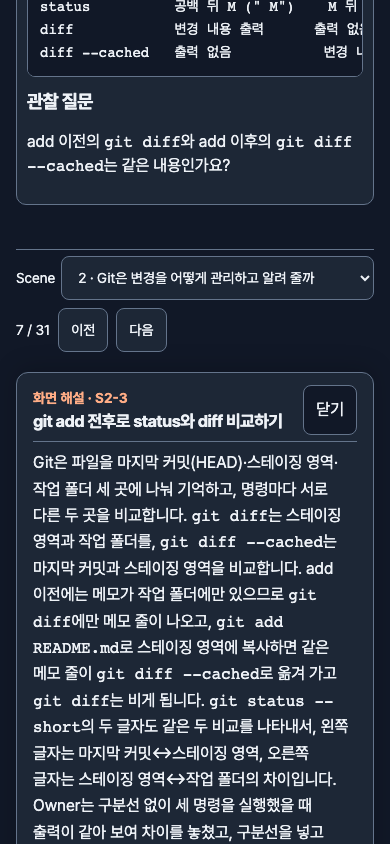 status 공백 뒤 M (" M") M 뒤
diff 변경 내용 출력 출력 없
diff --cached 출력 없음 변경 나
관찰 질문
add 이전의 git diff와 add 이후의 git diff
--cached는 같은 내용인가요?
Scene 2 · Git은 변경을 어떻게 관리하고 알려 줄까
7 / 31 이전 다음
화면 해설 · S2-3
git add 전후로 status와 diff 비교하기 닫기
Git은 파일을 마지막 커밋(HEAD)·스테이징 영역·
작업 폴더 세 곳에 나눠 기억하고, 명령마다 서로
다른 두 곳을 비교합니다. git diff는 스테이징
영역과 작업 폴더를, git diff --cached는
마지막 커밋과 스테이징 영역을 비교합니다. add
이전에는 메모가 작업 폴더에만 있으므로 git
diff에만 메모 줄이 나오고, git add
README.md로 스테이징 영역에 복사하면 같은
메모 줄이 git diff --cached로 옮겨 가고
git diff는 비게 됩니다. git status --
short의 두 글자도 같은 두 비교를 나타내서, 왼쪽
글자는 마지막 커밋↔스테이징 영역, 오른쪽
글자는 스테이징 영역↔작업 폴더의 차이입니다.
Owner는 구분선 없이 세 명령을 실행했을 때
출력이 같아 보여 차이를 놓쳤고, 구분선을 넣고